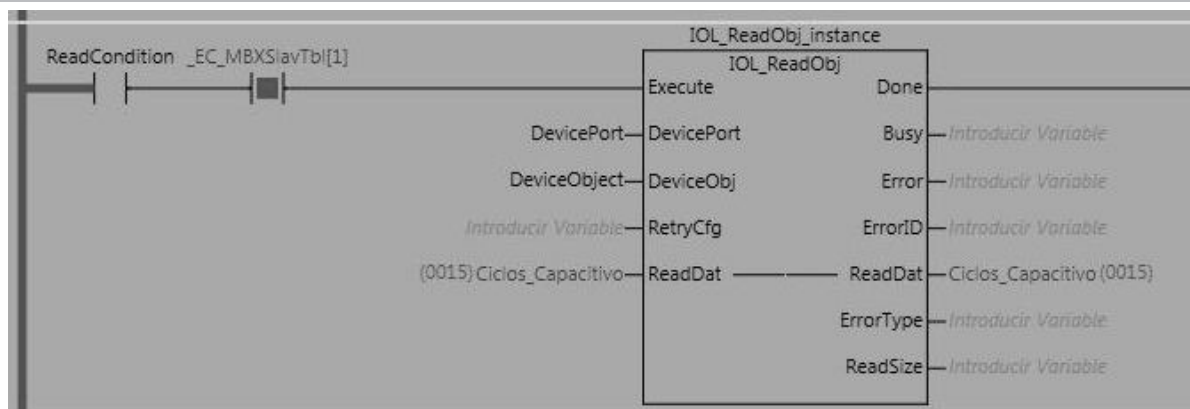 IOL_ReadObj_instance
ReadCondition _EC_MBXSlavTbl[1]
IOL_ReadObj
Execute Done
DevicePort DevicePort Busy Introducir Variable
DeviceObject DeviceObj Error Introducir Variable
Introducir Variable RetryCfg ErrorID Introducir Variable
(0015) Ciclos_Capacitivo ReadDat ReadDat Ciclos_Capacitivo (0015)
ErrorType Introducir Variable
ReadSize Introducir Variable